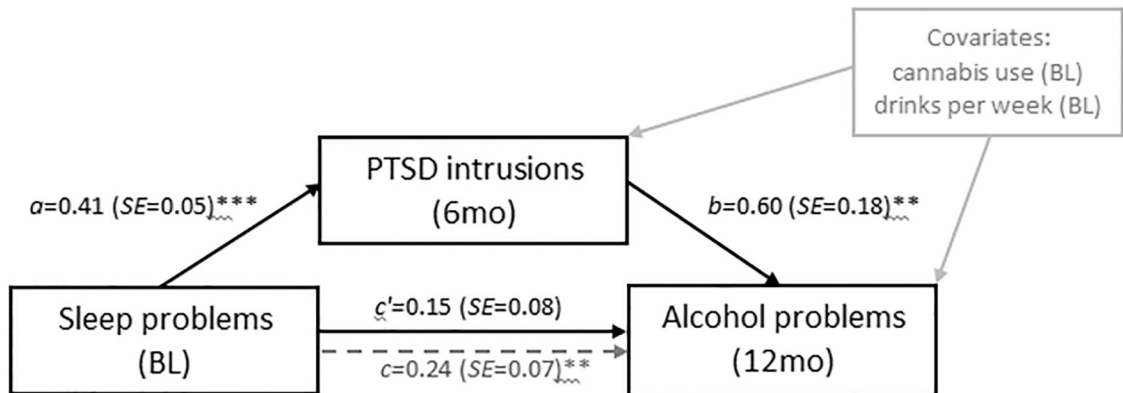 Covariates:
cannabis use (BL)
drinks per week (BL)
PTSD intrusions
(6mo)
a=0.41 (SE=0.05)***
b=0.60 (SE=0.18)**
Sleep problems
(BL)
c'=0.15 (SE=0.08)
c=0.24 (SE=0.07)**
Alcohol problems
(12mo)